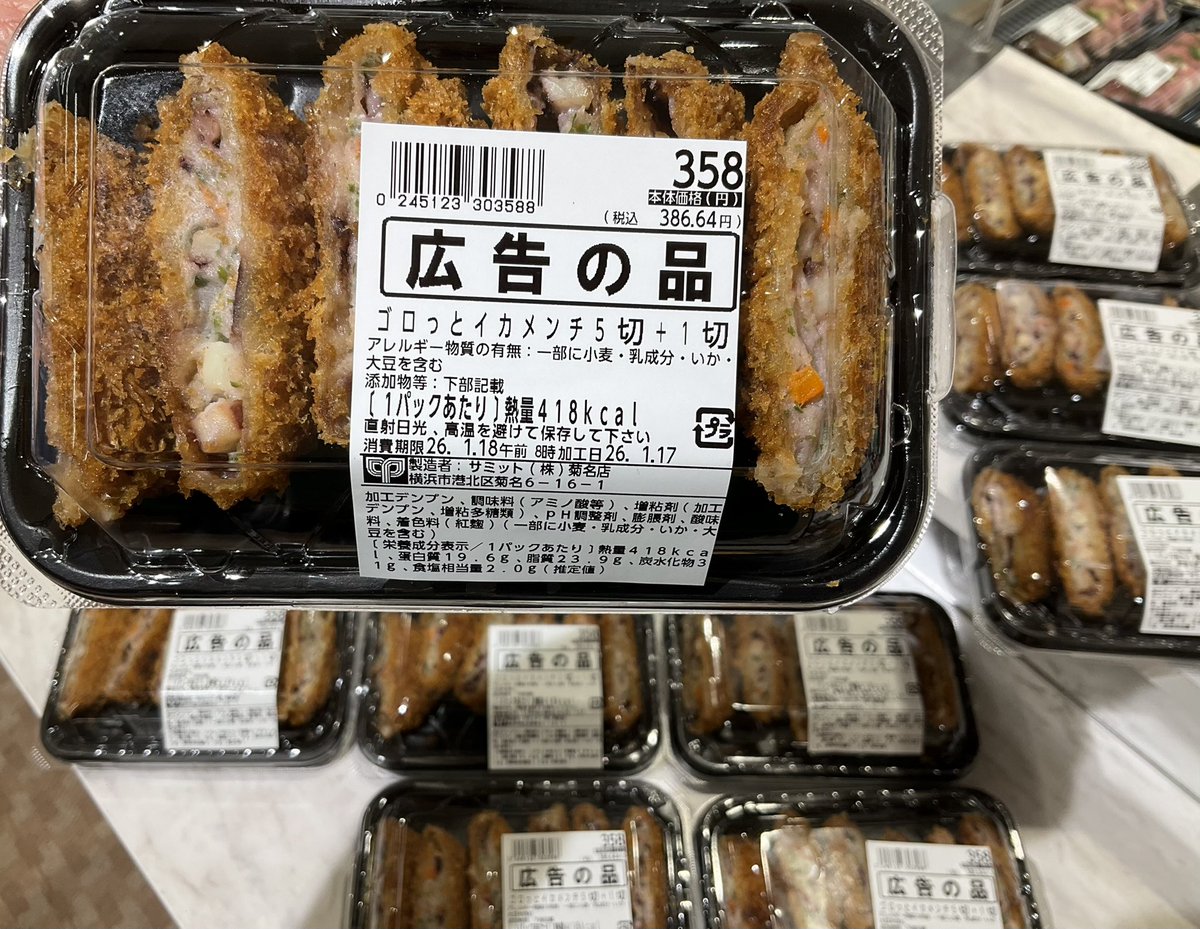 0 245123 303588
358
本体価格(円)
(税込 386.64円)
広告の品
ゴロっとイカメンチ5切+1切
アレルギー物質の有無:一部に小麦・乳成分・いか・
大豆を含む
添加物等:下部記載
[1パックあたり]熱量418kcal
直射日光、高温を避けて保存して下さい
プラ
消費期限26. 1.18午前 8時加工日26. 1.17
製造者:サミット(株)菊名店
横浜市港北区菊名6-16-1
加工デンプン、調味料(アミノ酸等)、増粘剤(加工
デンプン、増粘多糖類)、PH調整剤、膨脹剤、酸味
料、着色料(紅麹)(一部に小麦・乳成分・いか・大
豆を含む)
[栄養成分表示/1パックあたり]熱量418kca
l、蛋白質19.6g、脂質23.9g、炭水化物3
1g、食塩相当量2.0g(推定値)
広告の品
広告の品
広告
広告の品
広告の品
広告の品
358
広告の品
358
広告の品